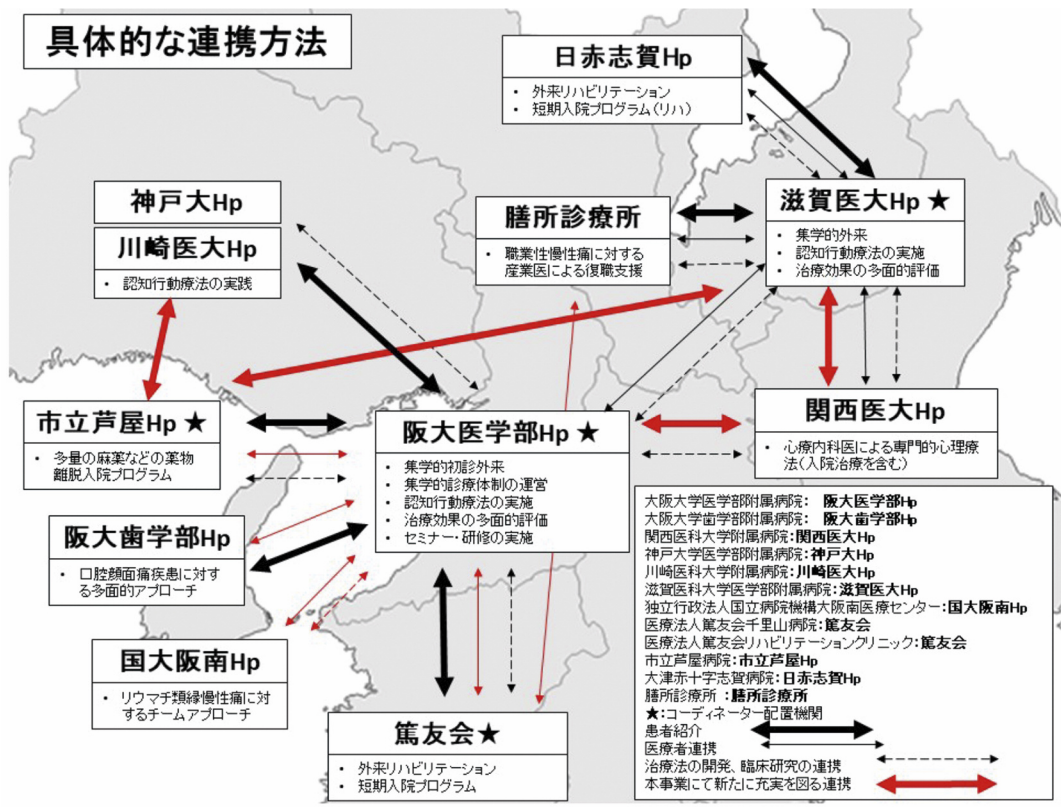 具体的な連携方法
日赤志賀Hp
・ 外来リハビリテーション
・ 短期入院プログラム(リハ)
神戸大Hp
川崎医大Hp
・ 認知行動療法の実践
膳所診療所
・ 職業性慢性痛に対する
産業医による復職支援
滋賀医大Hp ★
・ 集学的外来
・ 認知行動療法の実施
・ 治療効果の多面的評価
市立芦屋Hp ★
・ 多量の麻薬などの薬物
離脱入院プログラム
阪大医学部Hp ★
・ 集学的初診外来
・ 集学的診療体制の運営
・ 認知行動療法の実施
・ 治療効果の多面的評価
・ セミナー・研修の実施
関西医大Hp
・ 心療内科医による専門的心理療
法(入院治療を含む)
阪大歯学部Hp
・ 口腔顔面痛疾患に対
する多面的アプローチ
国大阪南Hp
・ リウマチ類縁慢性痛に対
するチームアプローチ
篤友会★
・ 外来リハビリテーション
・ 短期入院プログラム
大阪大学医学部附属病院: 阪大医学部Hp
大阪大学歯学部附属病院: 阪大歯学部Hp
関西医科大学附属病院:関西医大Hp
神戸大学医学部附属病院:神戸大Hp
川崎医科大学附属病院:川崎医大Hp
滋賀医科大学医学部附属病院:滋賀医大Hp
独立行政法人国立病院機構大阪南医療センター:国大阪南Hp
医療法人篤友会千里山病院:篤友会
医療法人篤友会リハビリテーションクリニック:篤友会
市立芦屋病院:市立芦屋Hp
大津赤十字志賀病院:日赤志賀Hp
膳所診療所 :膳所診療所
★:コーディネーター配置機関
患者紹介
医療者連携
治療法の開発、臨床研究の連携
本事業にて新たに充実を図る連携